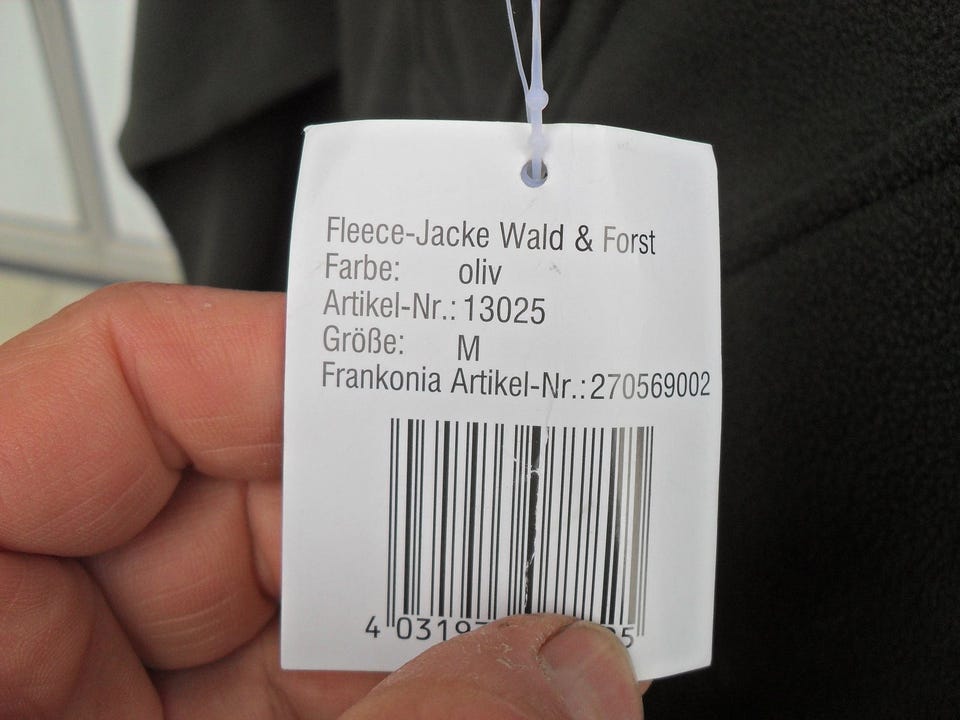 Fleece-Jacke Wald & Forst
Farbe: oliv
Artikel-Nr.: 13025
Größe: M
Frankonia Artikel-Nr.: 270569002